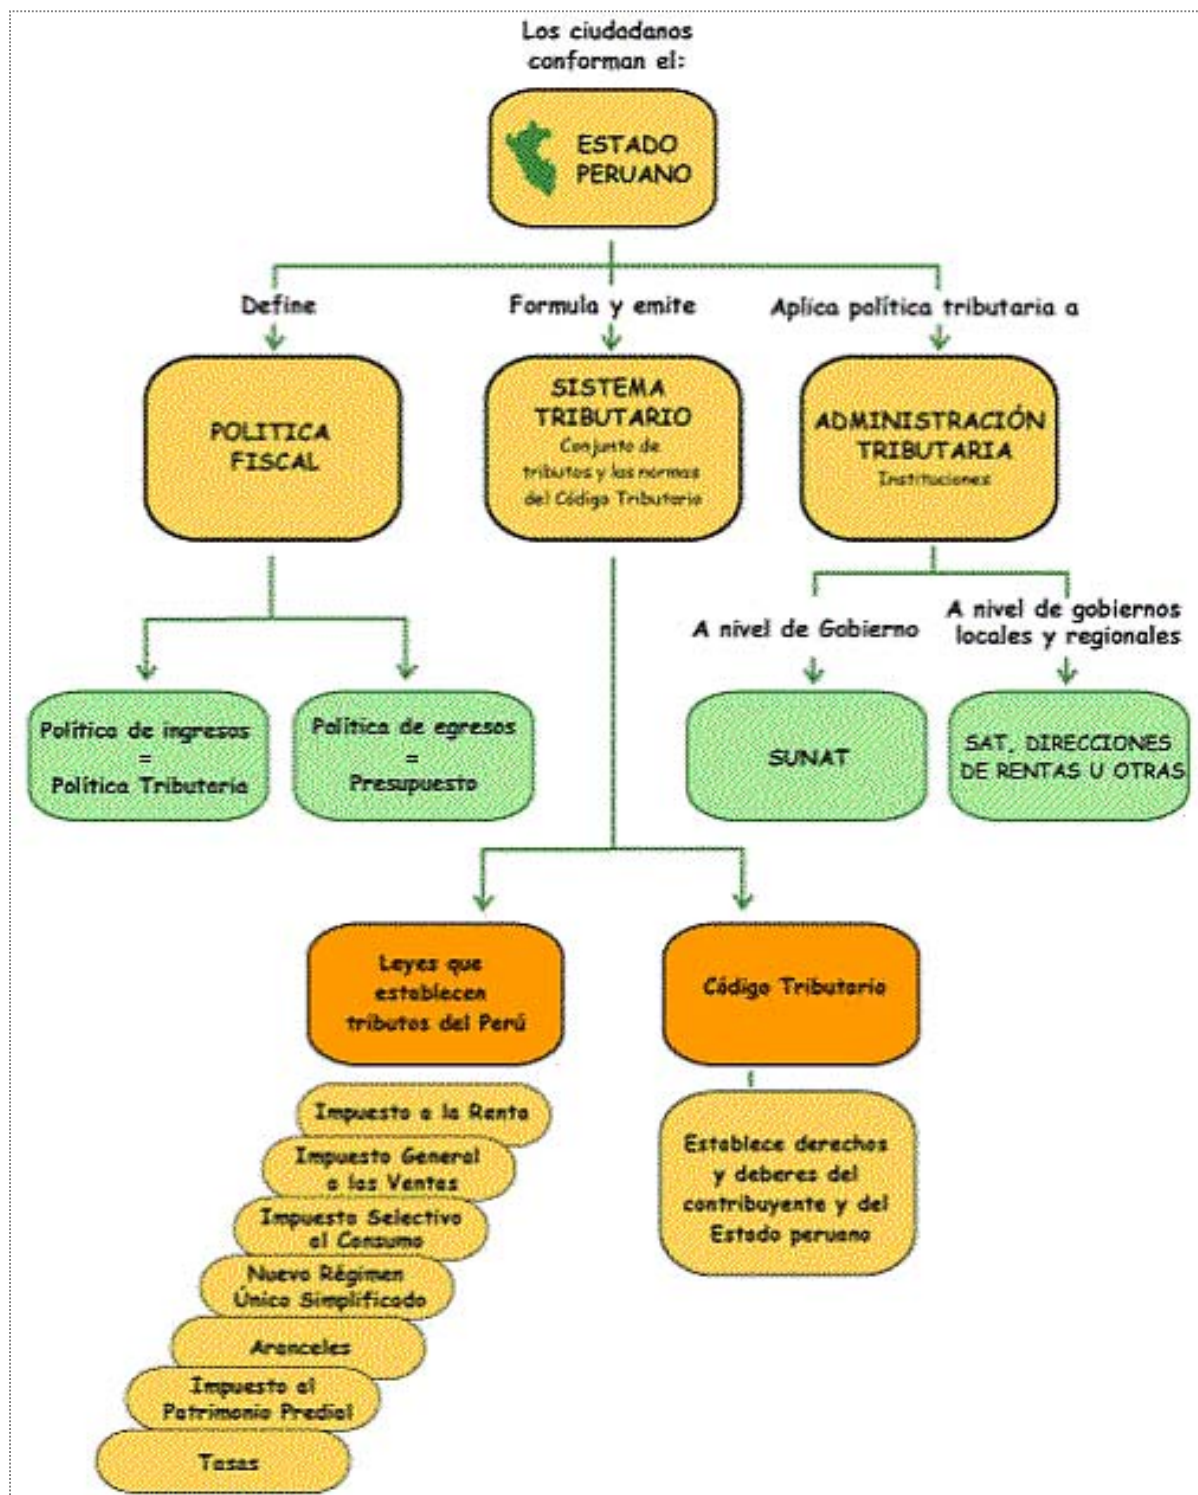 Los ciudadanos
conforman el:
ESTADO
PERUANO
Define
Formula y emite
Aplica política tributaria a
POLITICA
FISCAL
SISTEMA
TRIBUTARIO
Conjunto de
tributos y las normas
del Código Tributario
ADMINISTRACIÓN
TRIBUTARIA
Instituciones
A nivel de Gobierno
A nivel de gobiernos
locales y regionales
Política de ingresos
=
Política Tributaria
Política de egresos
=
Presupuesto
SUNAT
SAT, DIRECCIONES
DE RENTAS U OTRAS
Leyes que
establecen
tributos del Perú
Código Tributario
Impuesto a la Renta
Impuesto General
a las Ventas
Impuesto Selectivo
al Consumo
Nuevo Régimen
Único Simplificado
Aranceles
Impuesto al
Patrimonio Predial
Tasas
Establece derechos
y deberes del
contribuyente y del
Estado peruano